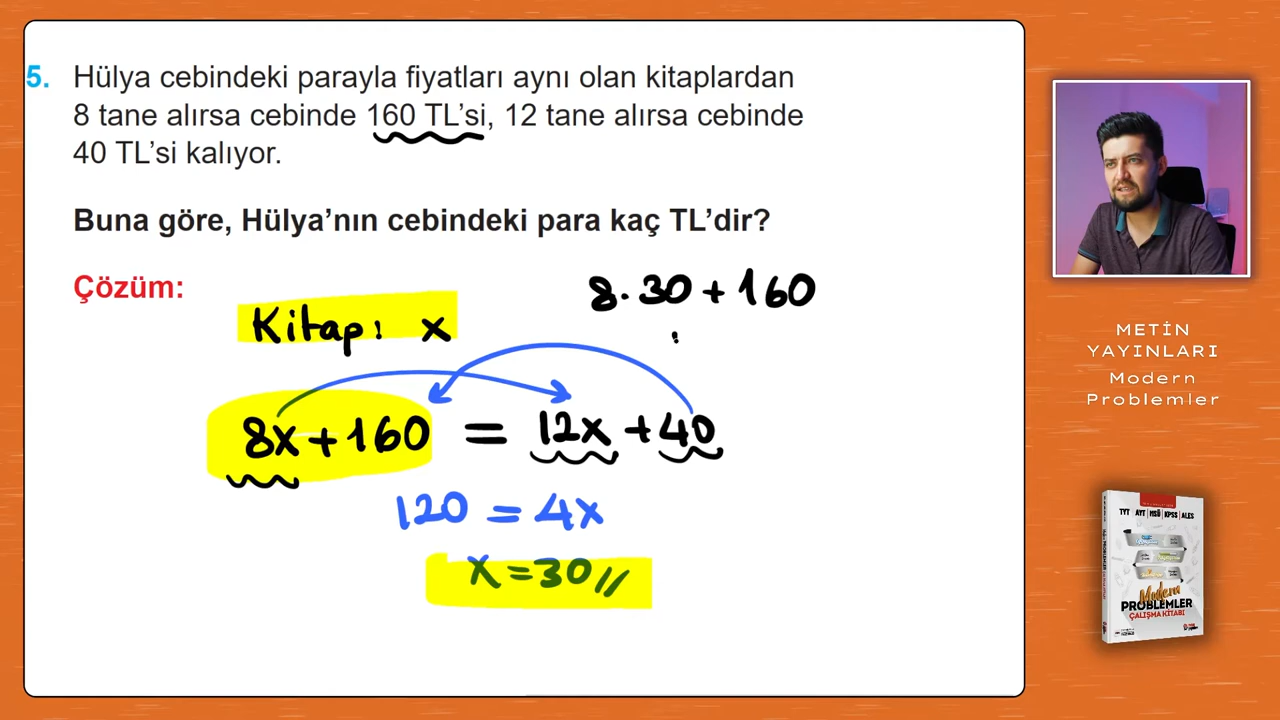 5. Hülya cebindeki parayla fiyatları aynı olan kitaplardan
8 tane alırsa cebinde 160 TL’si, 12 tane alırsa cebinde
40 TL’si kalıyor.
Buna göre, Hülya’nın cebindeki para kaç TL’dir?
Çözüm:
8.30+160
Kitap: x
8x+160 = 12x+40
120 = 4x
x=30//
METİN
YAYINLARI
Modern
Problemler
TYT AYT MSÜ KPSS ALES
Modern
PROBLEMLER
ÇALIŞMA KİTABI